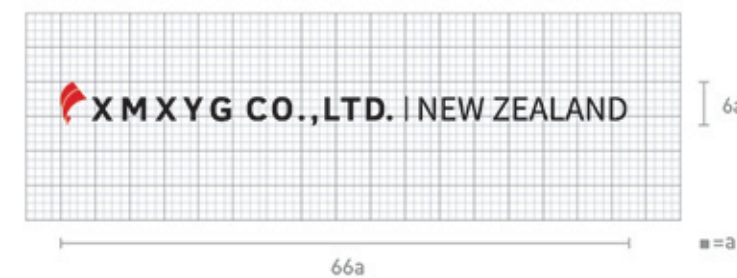 XMXYG CO.,LTD. | NEW ZEALAND
6a
66a
■=a